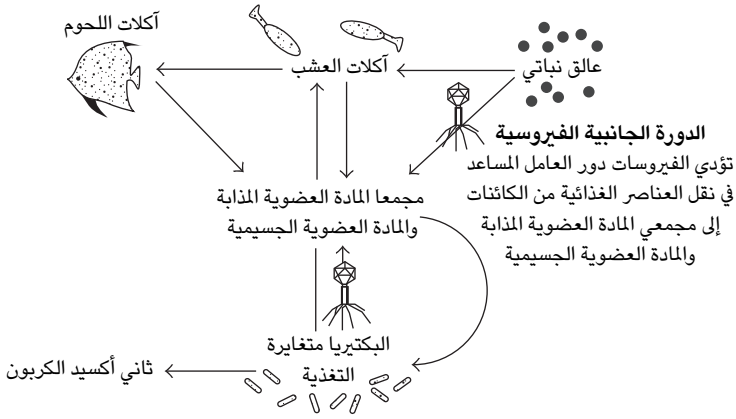 آكلات اللحوم
آكلات العشب
عالق نباتي
الدورة الجانبية الفيروسية
تؤدي الفيروسات دور العامل المساعد
في نقل العناصر الغذائية من الكائنات
إلى مجمعي المادة العضوية المذابة
والمادة العضوية الجسيمية
مجمعا المادة العضوية المذابة
والمادة العضوية الجسيمية
البكتيريا متغايرة
التغذية
ثاني أكسيد الكربون